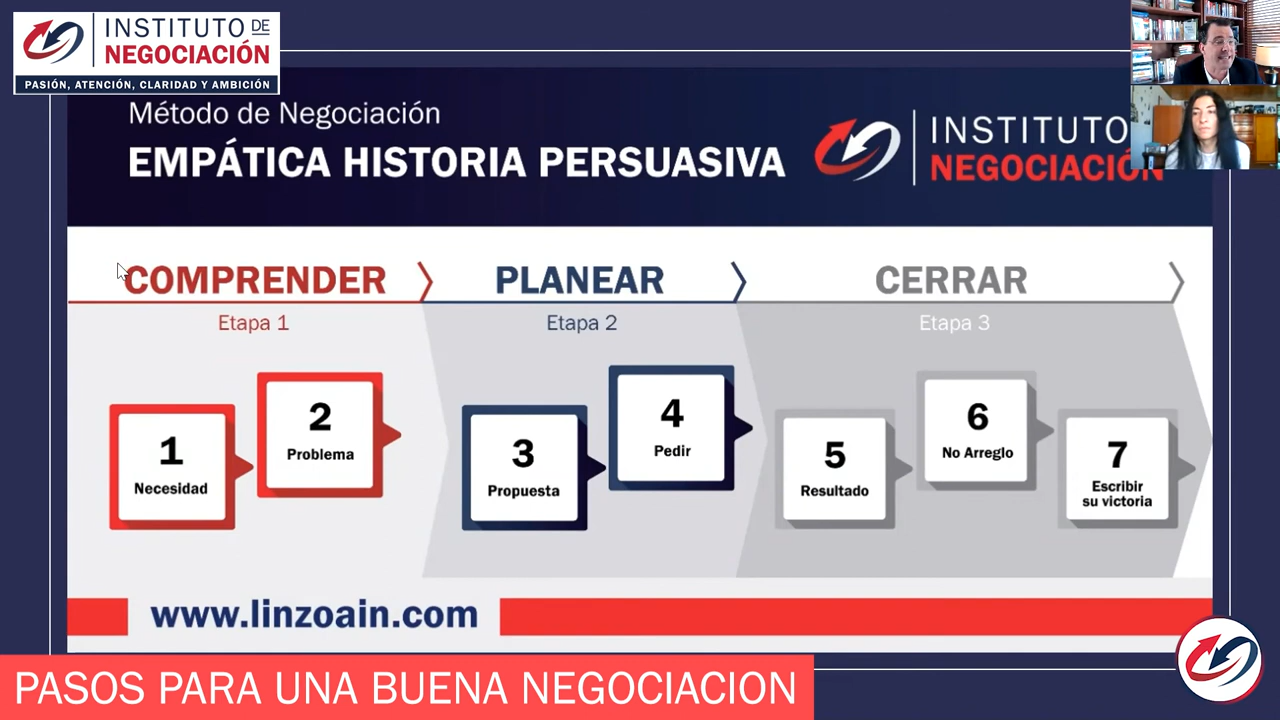 INSTITUTO DE
NEGOCIACIÓN
PASIÓN, ATENCIÓN, CLARIDAD Y AMBICIÓN
Método de Negociación
EMPÁTICA HISTORIA PERSUASIVA
INSTITUTO
NEGOCIACIÓN
COMPRENDER
PLANEAR
CERRAR
Etapa 1
Etapa 2
Etapa 3
1
Necesidad
2
Problema
3
Propuesta
4
Pedir
5
Resultado
6
No Arreglo
7
Escribir
su victoria
www.linzoain.com
PASOS PARA UNA BUENA NEGOCIACION